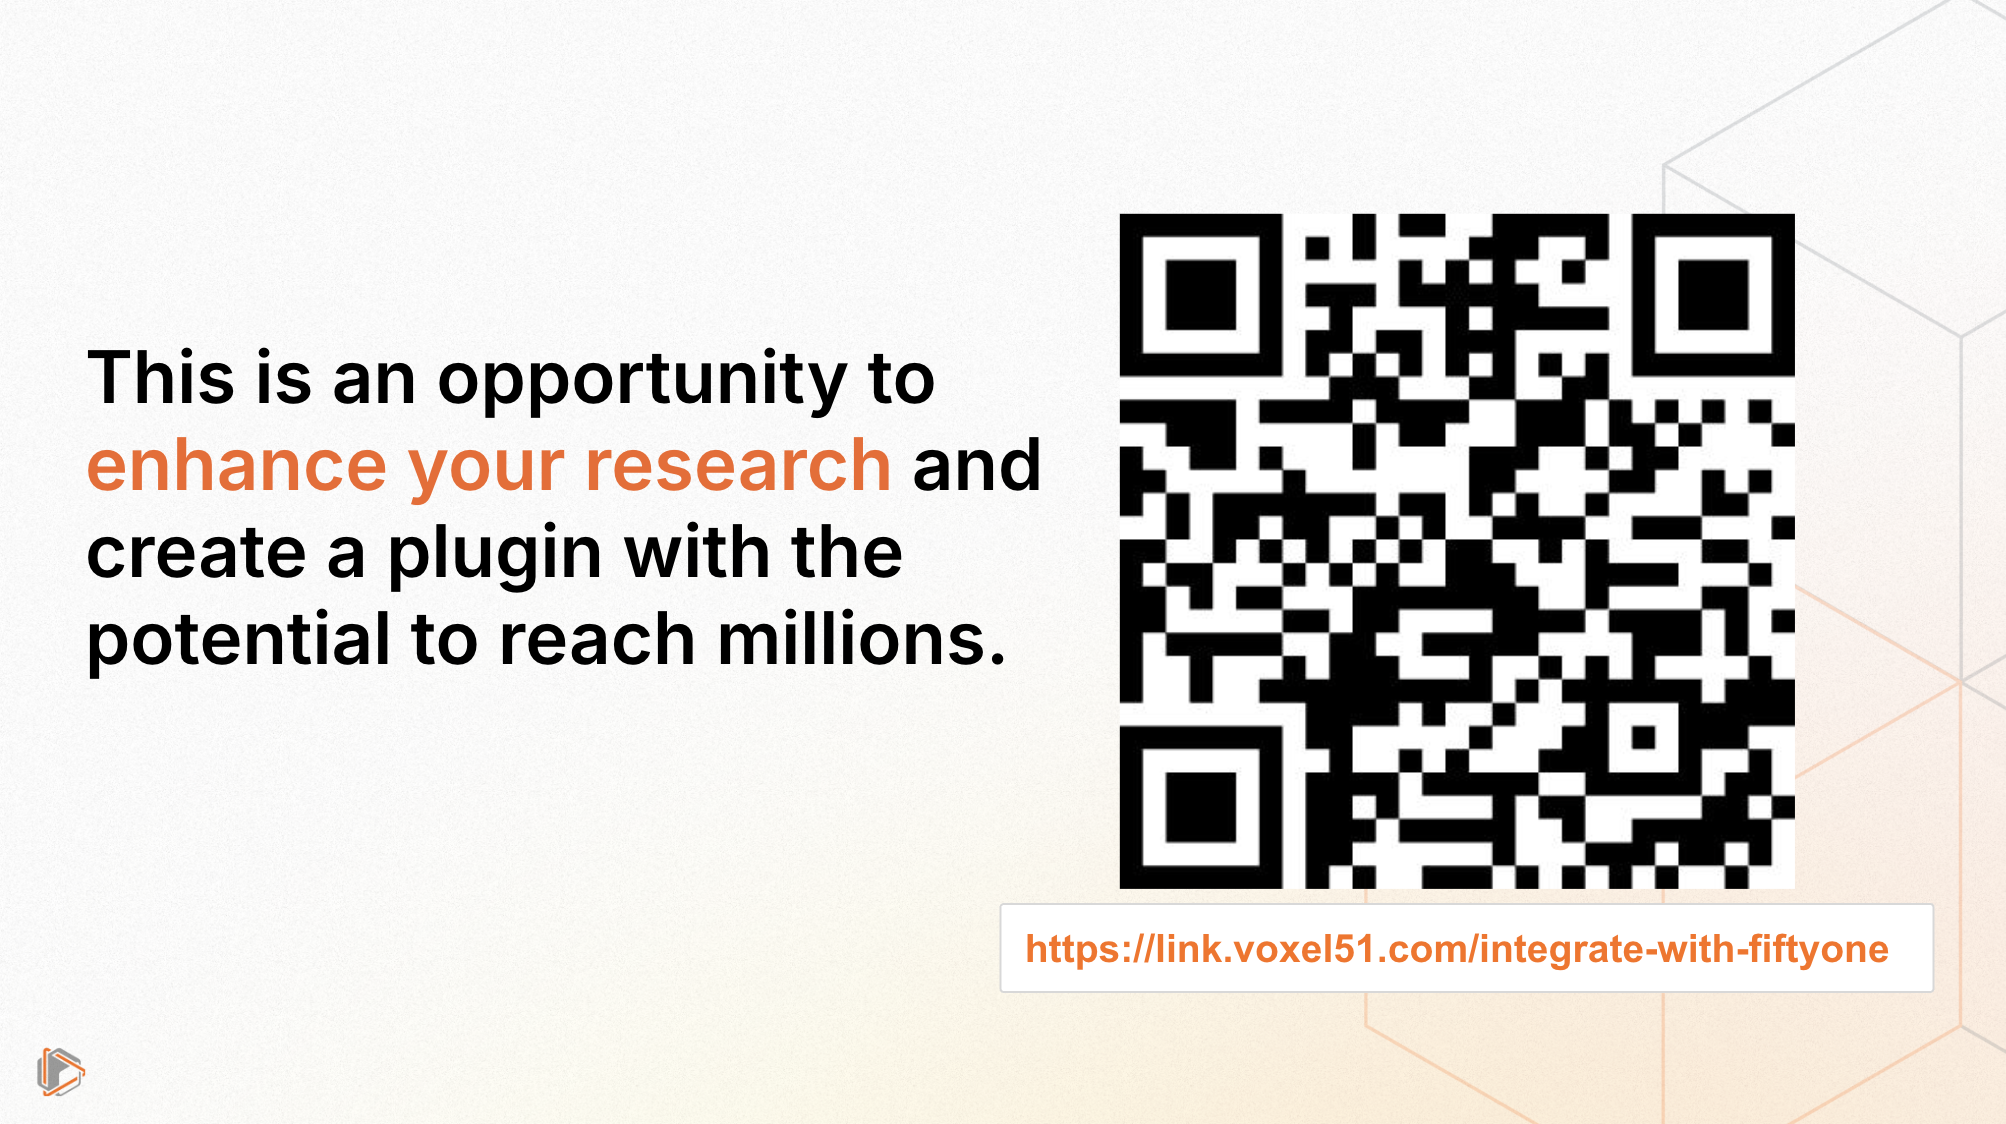 This is an opportunity to
enhance your research and
create a plugin with the
potential to reach millions.
https://link.voxel51.com/integrate-with-fiftyone